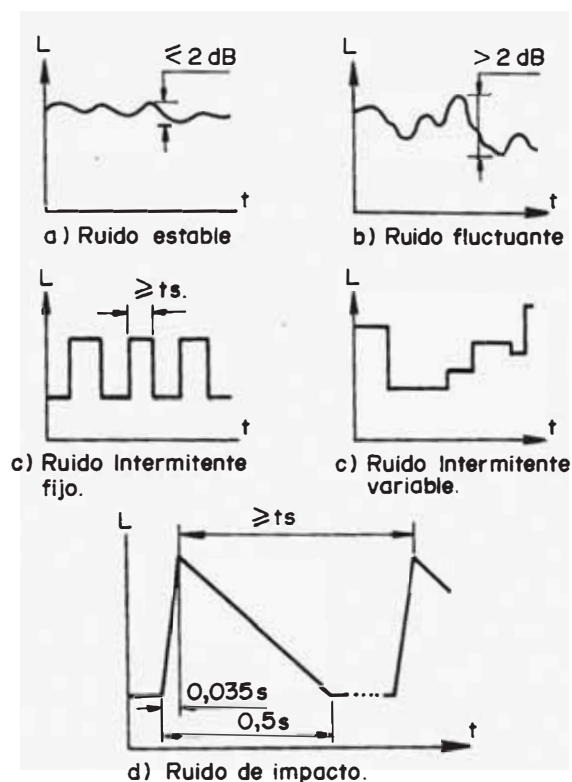 L ≤ 2 dB
t
a) Ruido estable
L > 2 dB
t
b) Ruido fluctuante
L ≥ ts.
t
c) Ruido Intermitente
fijo.
L
t
c) Ruido Intermitente
variable.
L ≥ ts
0,035 s
0,5 s
t
d) Ruido de impacto.